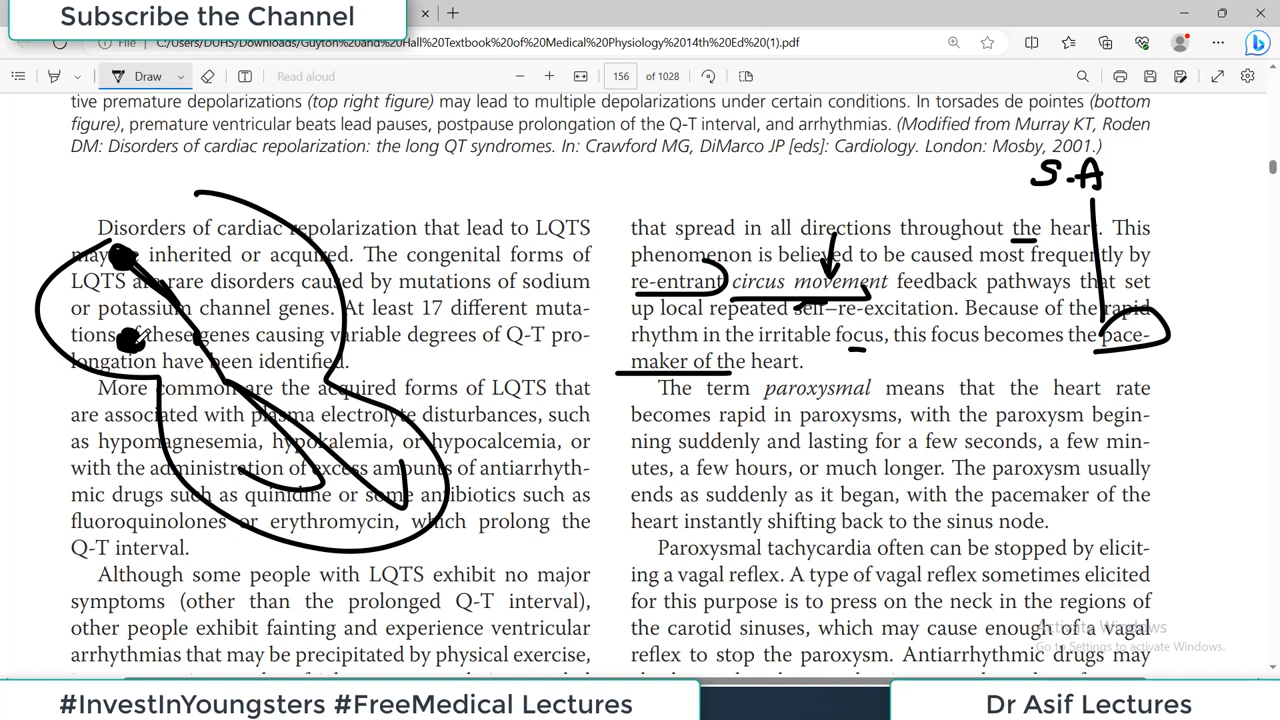 Subscribe the Channel
File
C:/Users/DUHS/Downloads/Guyton%20and%20Hall%20Textbook%20of%20Medical%20Physiology%2014th%20Ed%20(1).pdf
Draw
Read aloud
156 of 1028
tive premature depolarizations (top right figure) may lead to multiple depolarizations under certain conditions. In torsades de pointes (bottom
figure), premature ventricular beats lead pauses, postpause prolongation of the Q-T interval, and arrhythmias. (Modified from Murray KT, Roden
DM: Disorders of cardiac repolarization: the long QT syndromes. In: Crawford MG, DiMarco JP [eds]: Cardiology. London: Mosby, 2001.)
S.A
Disorders of cardiac repolarization that lead to LQTS
may be inherited or acquired. The congenital forms of
LQTS are rare disorders caused by mutations of sodium
or potassium channel genes. At least 17 different muta-
tions of these genes causing variable degrees of Q-T pro-
longation have been identified.
More common are the acquired forms of LQTS that
are associated with plasma electrolyte disturbances, such
as hypomagnesemia, hypokalemia, or hypocalcemia, or
with the administration of excess amounts of antiarrhyth-
mic drugs such as quinidine or some antibiotics such as
fluoroquinolones or erythromycin, which prolong the
Q-T interval.
Although some people with LQTS exhibit no major
symptoms (other than the prolonged Q-T interval),
other people exhibit fainting and experience ventricular
arrhythmias that may be precipitated by physical exercise,
that spread in all directions throughout the heart. This
phenomenon is believed to be caused most frequently by
re-entrant circus movement feedback pathways that set
up local repeated self–re-excitation. Because of the rapid
rhythm in the irritable focus, this focus becomes the pace-
maker of the heart.
The term paroxysmal means that the heart rate
becomes rapid in paroxysms, with the paroxysm begin-
ning suddenly and lasting for a few seconds, a few min-
utes, a few hours, or much longer. The paroxysm usually
ends as suddenly as it began, with the pacemaker of the
heart instantly shifting back to the sinus node.
Paroxysmal tachycardia often can be stopped by elicit-
ing a vagal reflex. A type of vagal reflex sometimes elicited
for this purpose is to press on the neck in the regions of
the carotid sinuses, which may cause enough of a vagal
reflex to stop the paroxysm. Antiarrhythmic drugs may
Activate Windows
Go to Settings to activate Windows.
#InvestInYoungsters #FreeMedical Lectures
Dr Asif Lectures